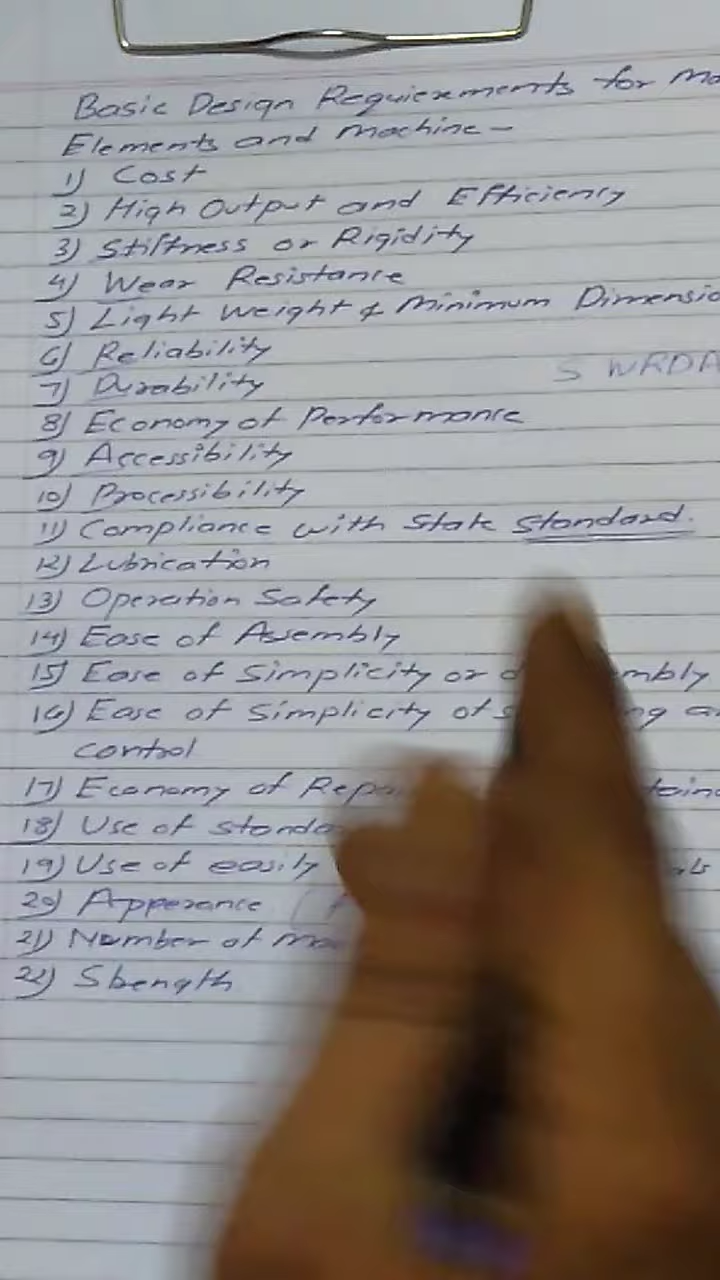 Basic Design Requirements for
Elements and Machine -
1) Cost
2) High Output and Efficiency
3) Stiffness or Rigidity
4) Wear Resistance
5) Light Weight & Minimum
6) Reliability
S WRDA
7) Durability
8) Economy of Performance
9) Accessibility
10) Processibility
11) Compliance with State Standard.
12) Lubrication
13) Operation Safety
14) Ease of Assembly
15) Ease of Simplicity or
16) Ease of Simplicity of
control
17) Economy of
18) Use of
19) Use of easily
20) Apperance
21) Number of
22) Strength